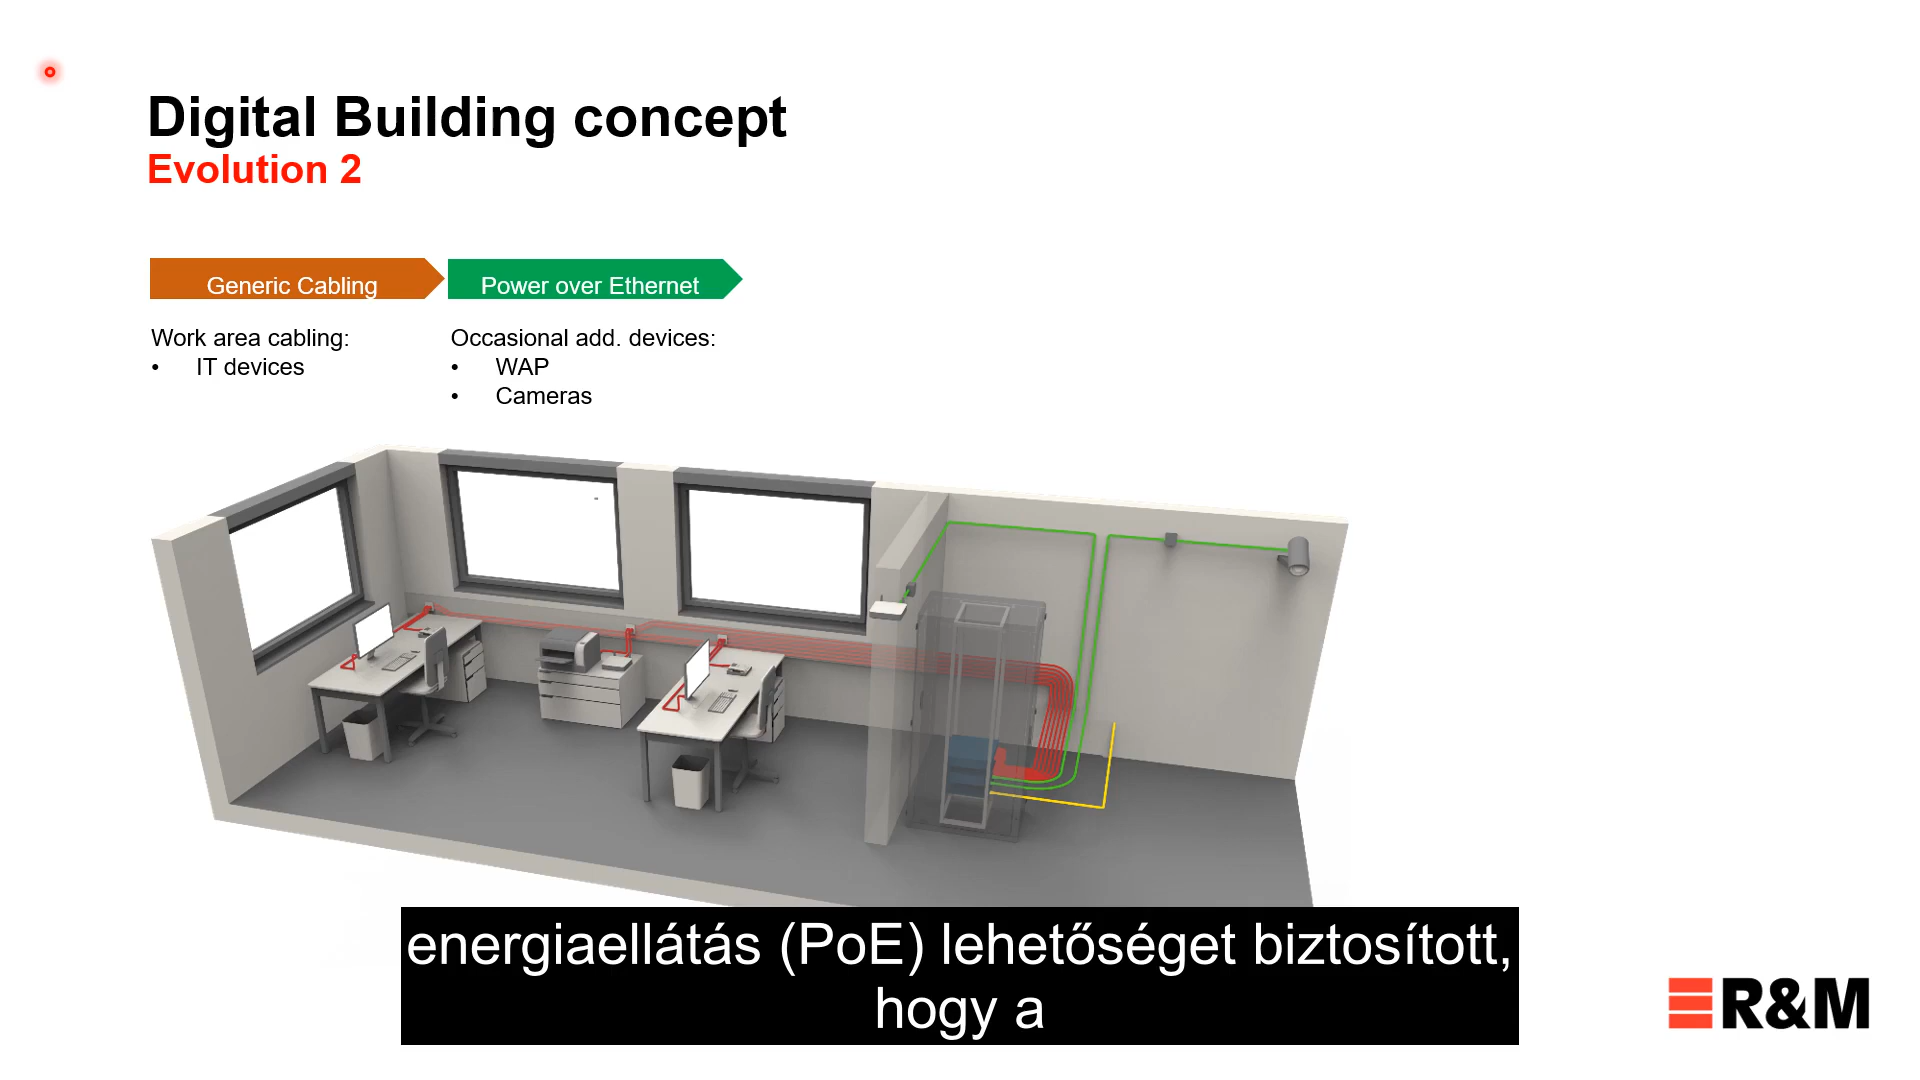 Digital Building concept
Evolution 2
Generic Cabling
Power over Ethernet
Work area cabling:
• IT devices
Occasional add. devices:
• WAP
• Cameras
energiaellátás (PoE) lehetőséget biztosított,
hogy a
R&M